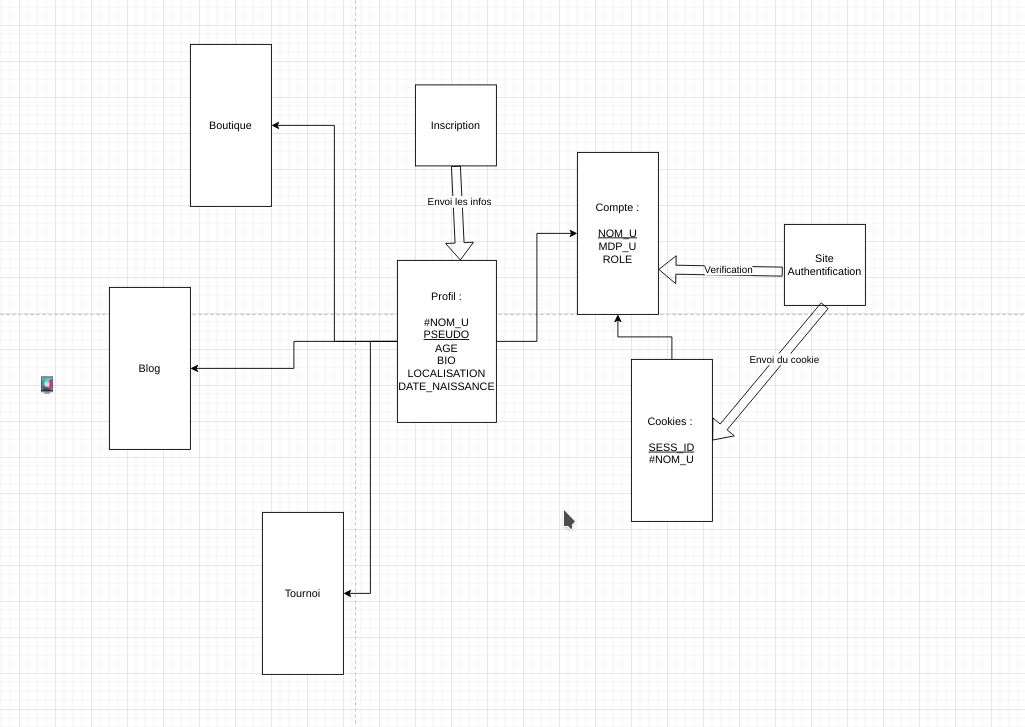 Boutique
Inscription
Envoi les infos
Compte :
NOM_U
MDP_U
ROLE
Site
Authentification
Verification
Profil :
#NOM_U
PSEUDO
AGE
BIO
LOCALISATION
DATE_NAISSANCE
Blog
Envoi du cookie
Cookies :
SESS_ID
#NOM_U
Tournoi